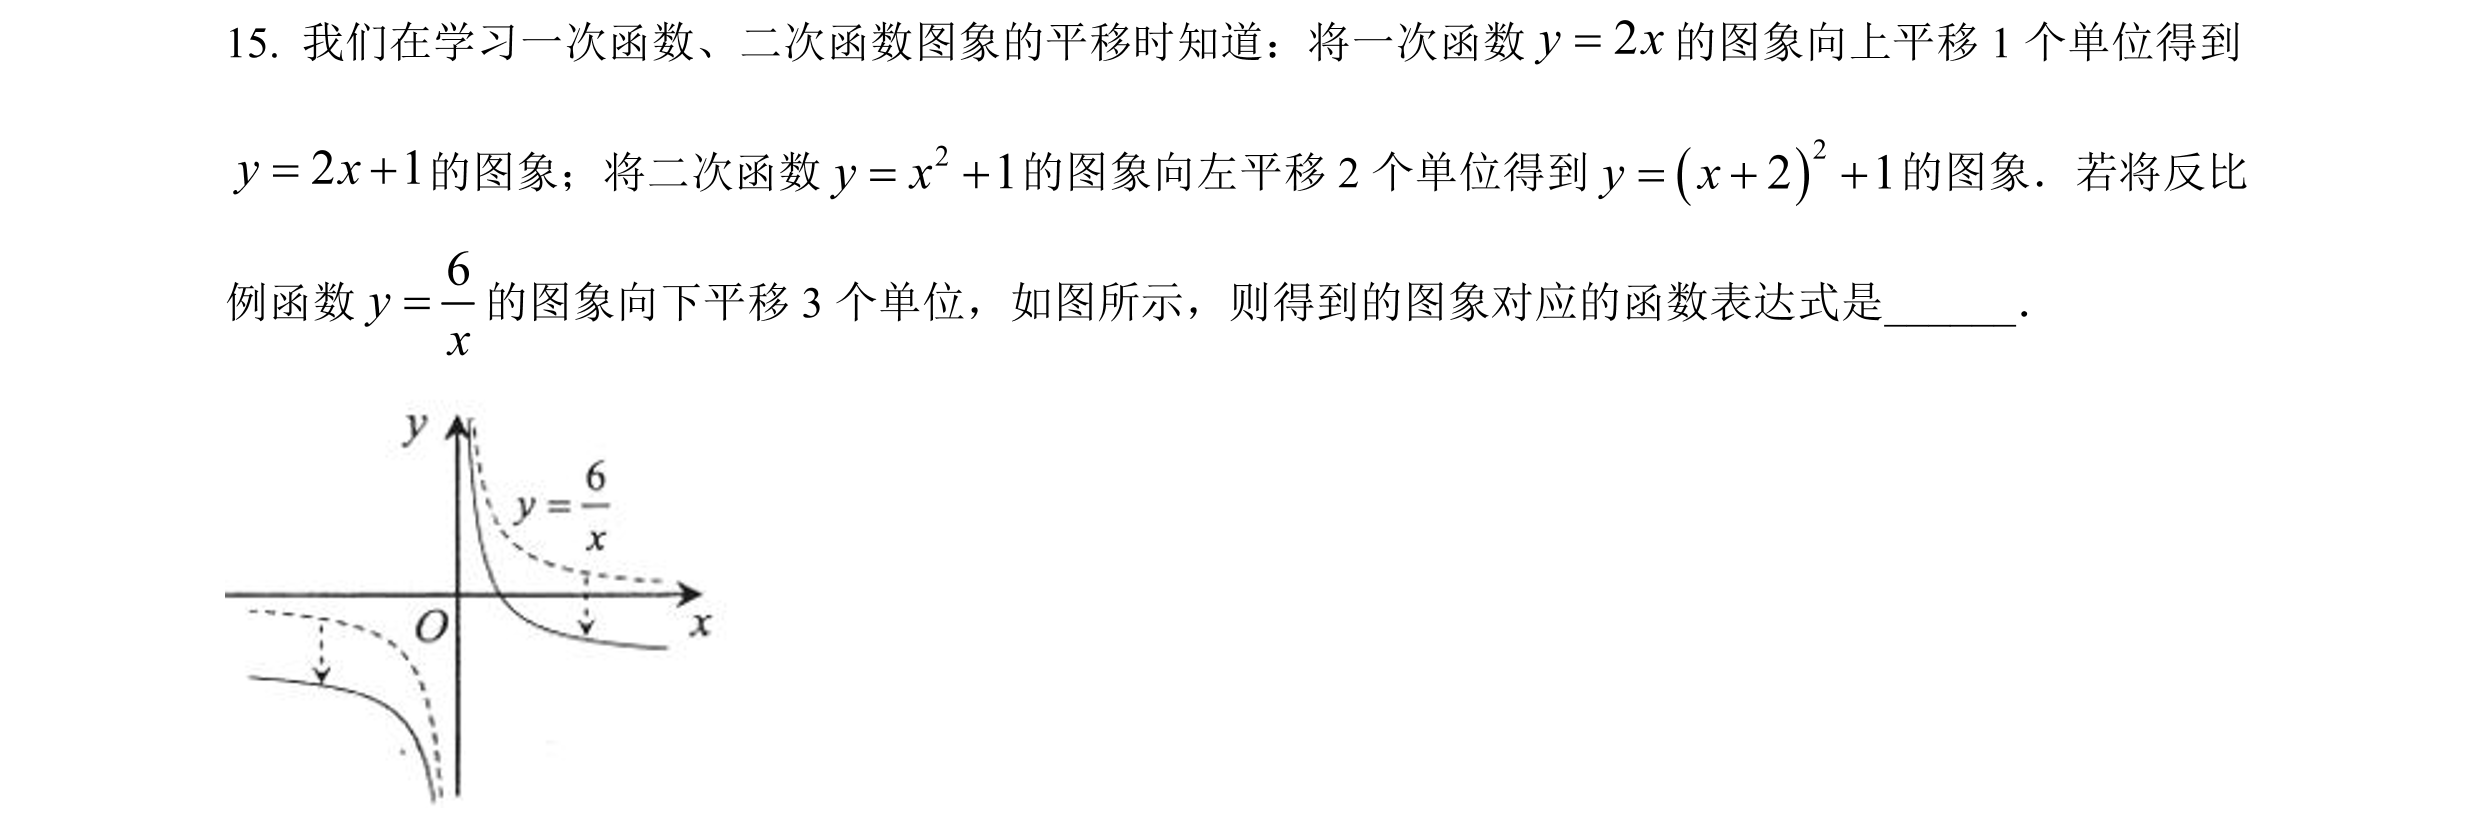 15. 我们在学习一次函数、二次函数图象的平移时知道：将一次函数 y = 2x 的图象向上平移 1 个单位得到
y = 2x+1的图象；将二次函数 y = x² +1的图象向左平移 2 个单位得到 y = (x+2)² +1的图象．若将反比
例函数 y = 6/x 的图象向下平移 3 个单位，如图所示，则得到的图象对应的函数表达式是______．
y
y = 6/x
O
x